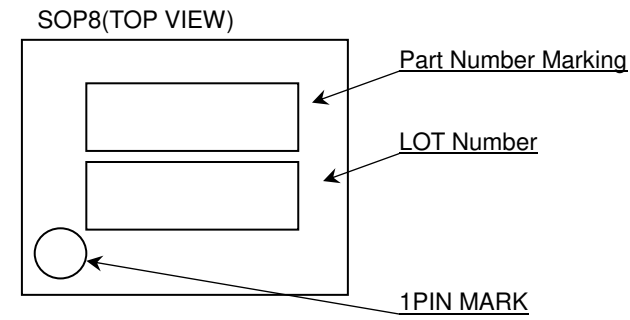 SOP8(TOP VIEW)
Part Number Marking
LOT Number
1PIN MARK